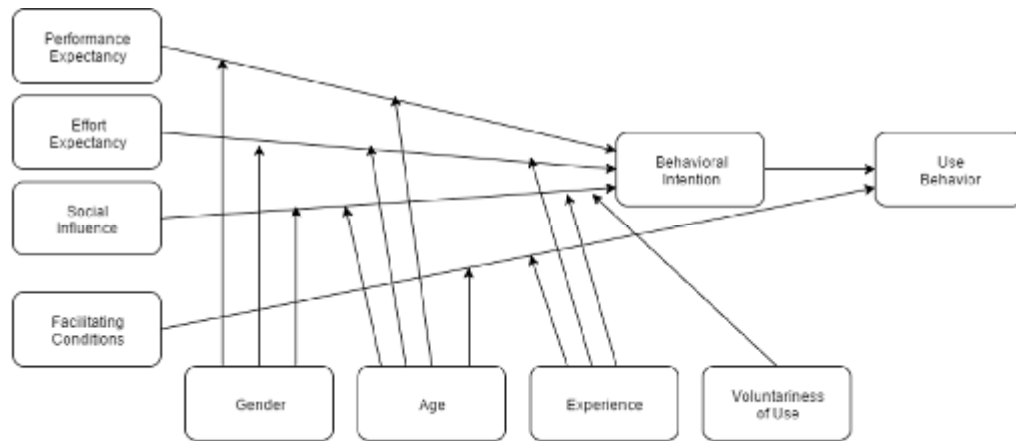 Performance
Expectancy
Effort
Expectancy
Social
Influence
Facilitating
Conditions
Behavioral
Intention
Use
Behavior
Gender
Age
Experience
Voluntariness
of Use